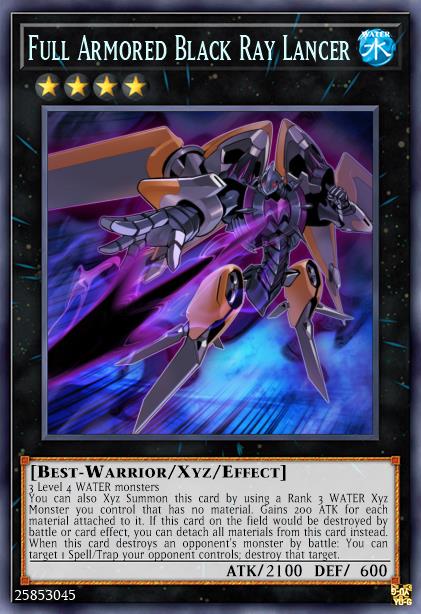 FULL ARMORED BLACK RAY LANCER
WATER
水
[BEST-WARRIOR/XYZ/EFFECT]
3 Level 4 WATER monsters
You can also Xyz Summon this card by using a Rank 3 WATER Xyz
Monster you control that has no material. Gains 200 ATK for each
material attached to it. If this card on the field would be destroyed by
battle or card effect, you can detach all materials from this card instead.
When this card destroys an opponent's monster by battle: You can
target 1 Spell/Trap your opponent controls; destroy that target.
ATK/2100 DEF/ 600
25853045